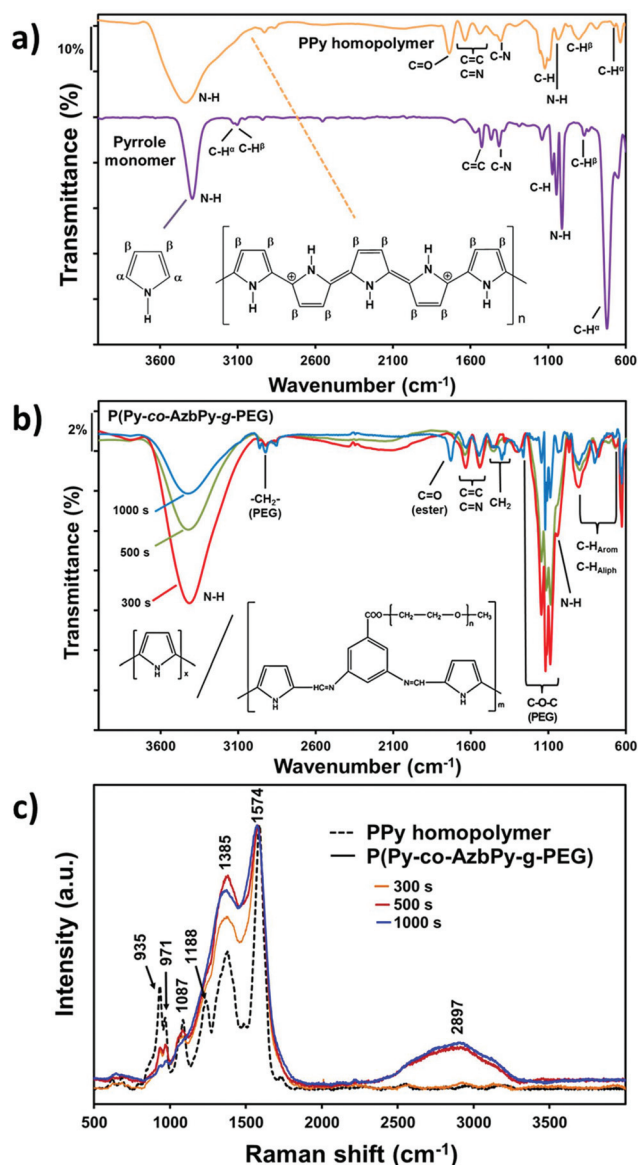 a)
10%
PPy homopolymer
C=O
C=C
C=N
C-N
C-H
N-H
C-Hβ
C-Hα
N-H
Pyrrole
monomer
C-Hα
C-Hβ
N-H
C=C
C-N
C-H
N-H
C-Hβ
C-Hα
β β
α α
N
H
β β H β β H β β
N N N N N
H β β H β β H
n
Transmittance (%)
3600 3100 2600 2100 1600 1100 600
Wavenumber (cm-1)
b)
2%
P(Py-co-AzbPy-g-PEG)
1000 s
500 s
300 s
N-H
-CH2-
(PEG)
C=O
(ester)
C=C
C=N
CH2
C-HArom
C-HAliph
N-H
C-O-C
(PEG)
N
H
x
COO CH2-CH2-O CH3
n
HC=N
N=CH
N
H
N
H
m
Transmittance (%)
3600 3100 2600 2100 1600 1100 600
Wavenumber (cm-1)
c)
935
971
1087
1188
1385
1574
2897
PPy homopolymer
P(Py-co-AzbPy-g-PEG)
300 s
500 s
1000 s
Intensity (a.u.)
500 1000 1500 2000 2500 3000 3500
Raman shift (cm-1)